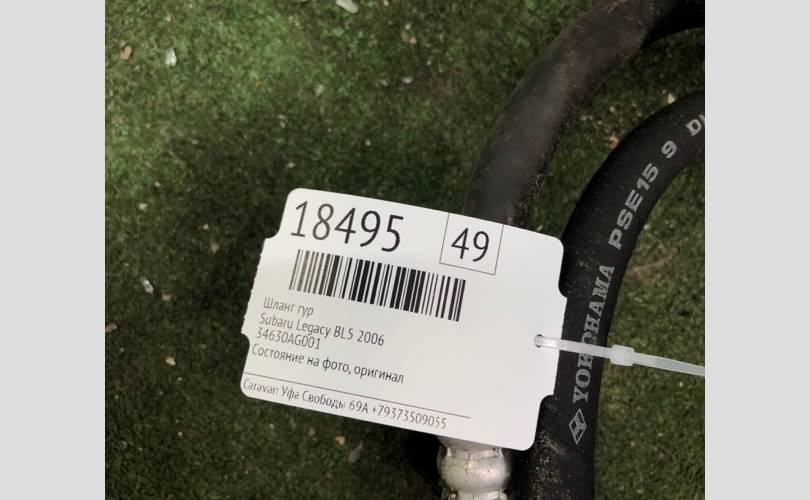 18495
49
Шланг гур
Subaru Legacy BL5 2006
34630AG001
Состояние на фото, оригинал
Caravan Уфа Свободы 69А +79373509055
YOKOHAMA PSE15 9